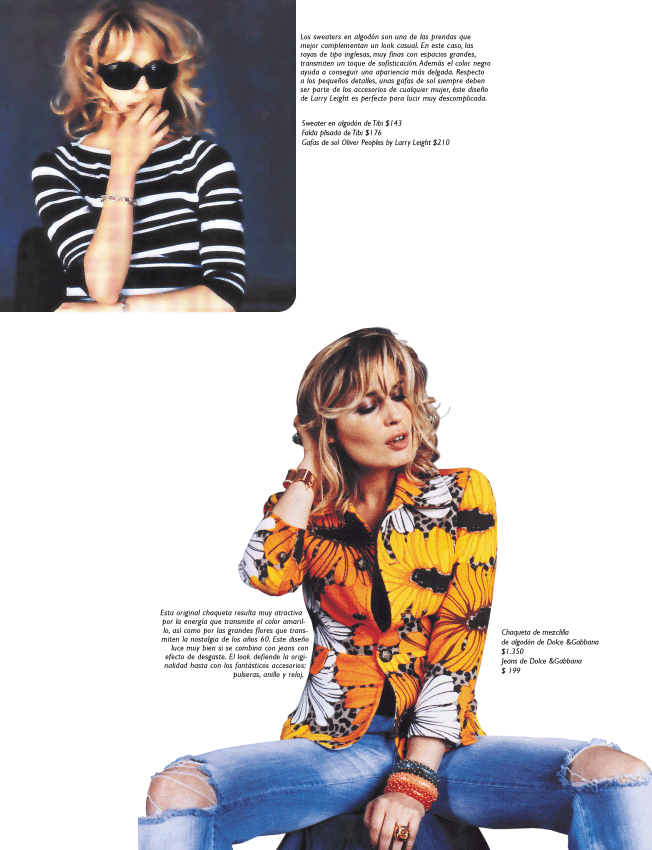 Los sweaters en algodón son una de las prendas que
mejor complementan un look casual. En este caso, las
rayas de tipo inglesas, muy finas con espacios grandes,
transmiten un toque de sofisticación. Además el color negro
ayuda a conseguir una apariencia más delgada. Respecto
a los pequeños detalles, unas gafas de sol siempre deben
ser parte de los accesorios de cualquier mujer, éste diseño
de Larry Leight es perfecto para lucir muy descomplicada.
Sweater en algodón de Tibi $143
Falda plisada de Tibi $176
Gafas de sol Oliver Peoples by Larry Leight $210
Esta original chaqueta resulta muy atractiva
por la energía que transmite el color amari-
llo, así como por las grandes flores que trans-
miten la nostalgia de los años 60. Este diseño
luce muy bien si se combina con jeans con
efecto de desgaste. El look defiende la origi-
nalidad hasta con los fantásticos accesorios:
pulseras, anillo y reloj.
Chaqueta de mezclilla
de algodón de Dolce &Gabbana
$1.350
Jeans de Dolce &Gabbana
$ 199